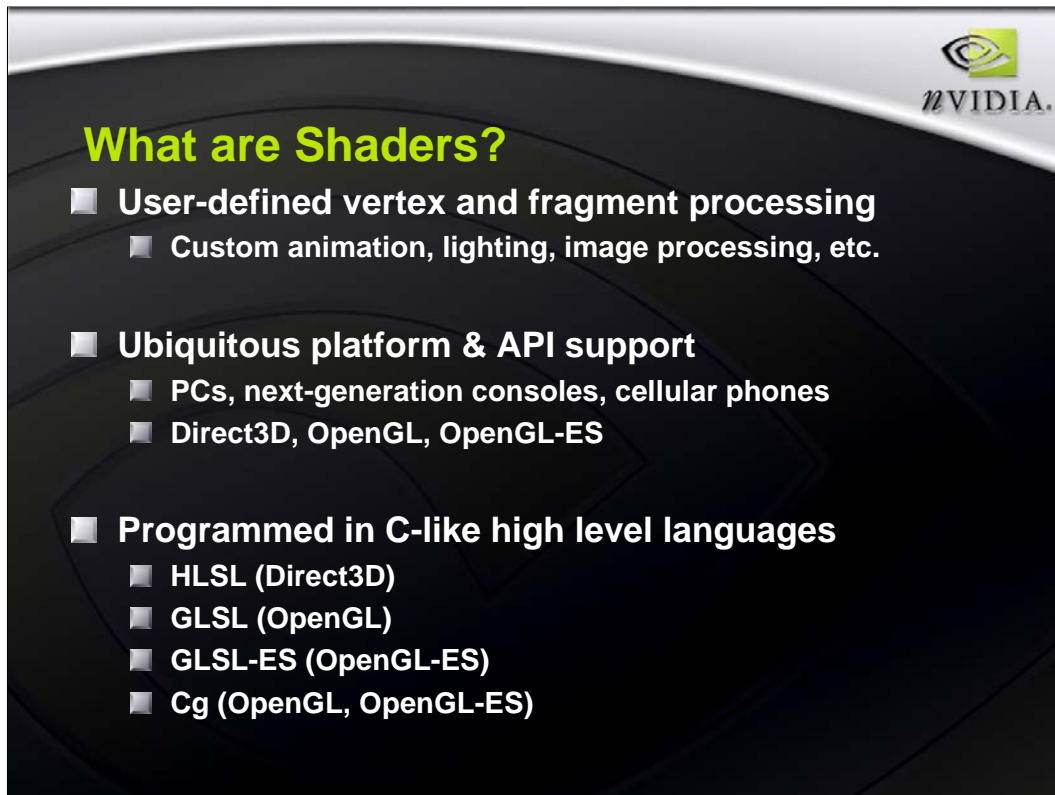 nVIDIA.
What are Shaders?
User-defined vertex and fragment processing
Custom animation, lighting, image processing, etc.
Ubiquitous platform & API support
PCs, next-generation consoles, cellular phones
Direct3D, OpenGL, OpenGL-ES
Programmed in C-like high level languages
HLSL (Direct3D)
GLSL (OpenGL)
GLSL-ES (OpenGL-ES)
Cg (OpenGL, OpenGL-ES)